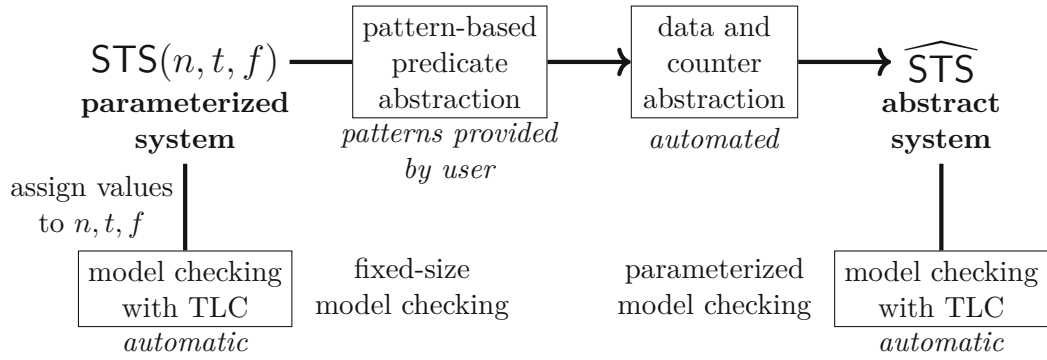 STS(n, t, f)
parameterized
system
pattern-based
predicate
abstraction
patterns provided
by user
data and
counter
abstraction
automated
\widehat{STS}
abstract
system
assign values
to n, t, f
model checking
with TLC
automatic
fixed-size
model checking
parameterized
model checking
model checking
with TLC
automatic